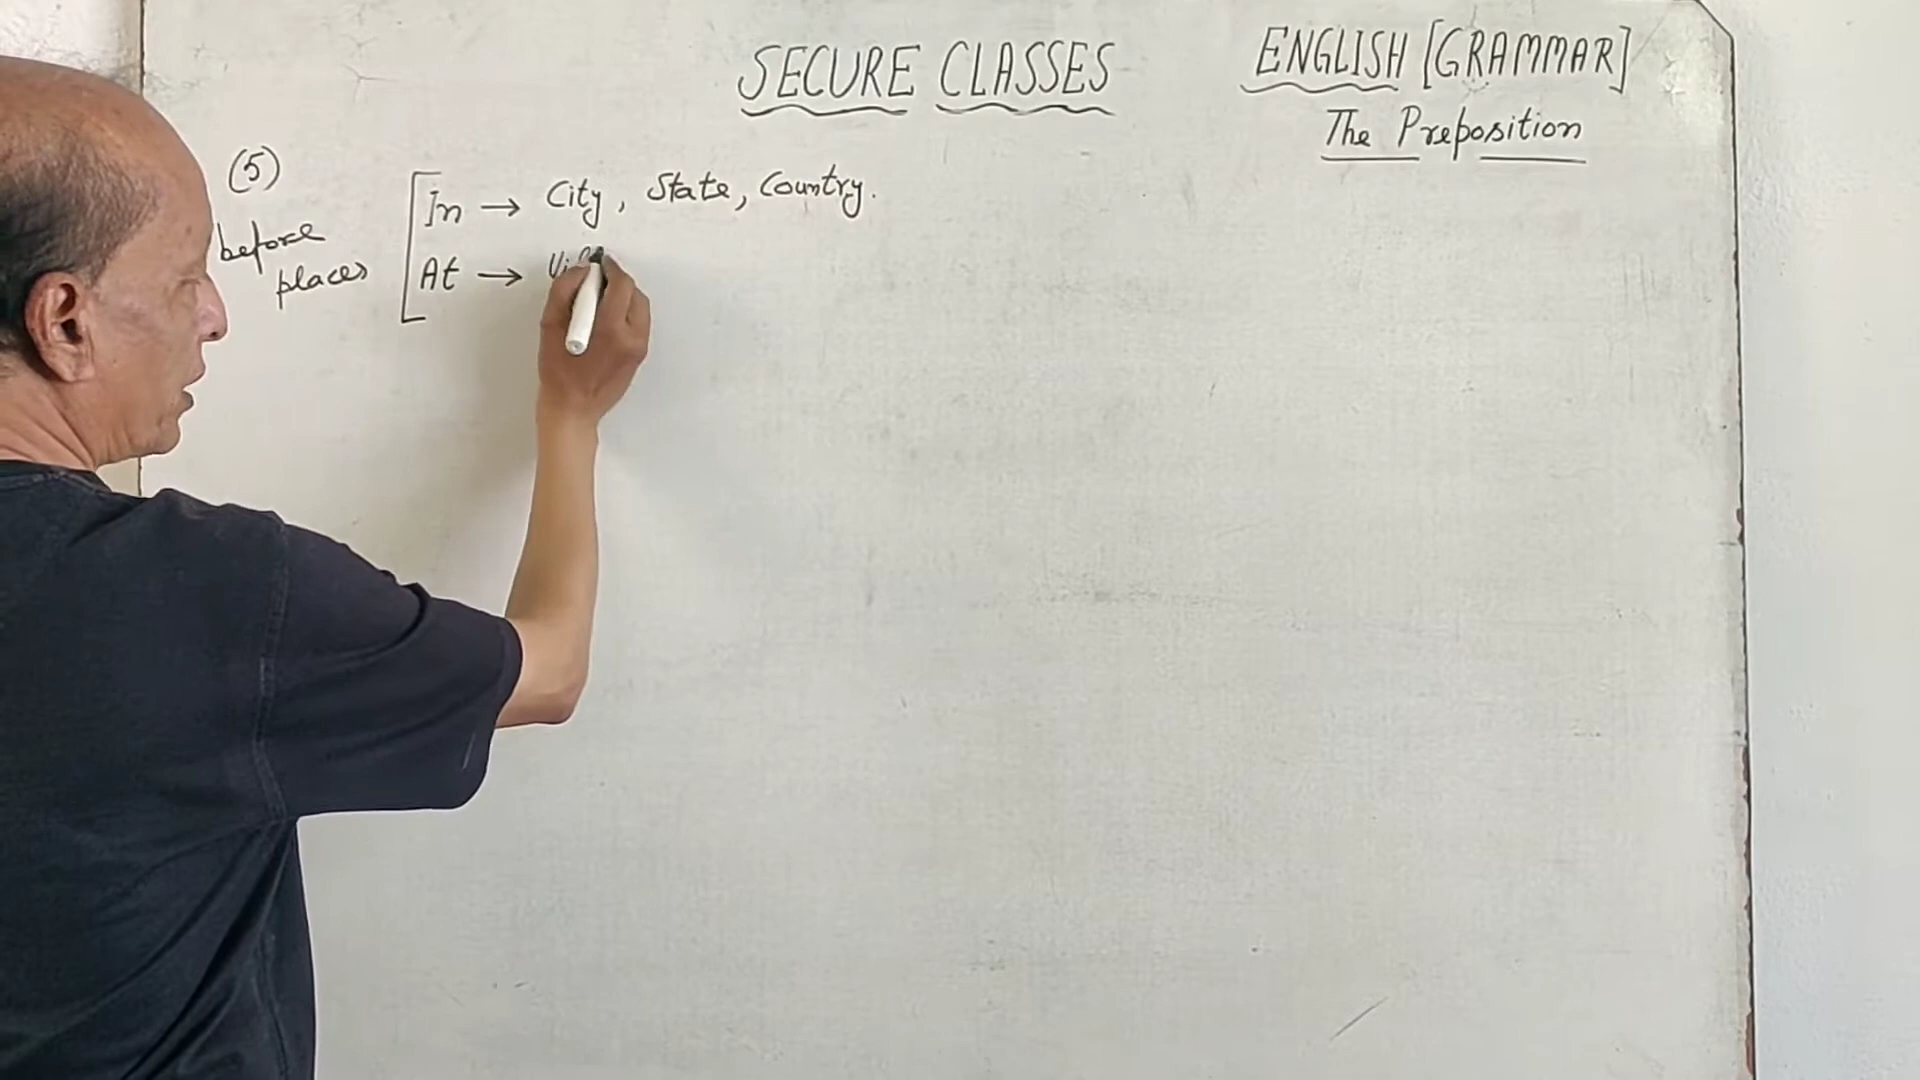 SECURE CLASSES
ENGLISH [GRAMMAR]
The Preposition
(5)
before
places
In → City, State, Country.
At →